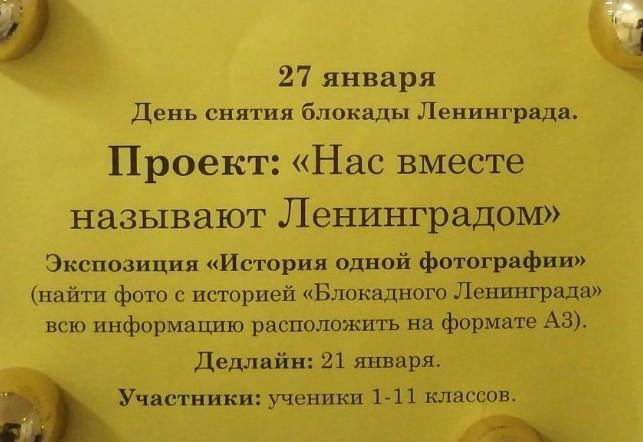 27 января
День снятия блокады Ленинграда.
Проект: «Нас вместе
называют Ленинградом»
Экспозиция «История одной фотографии»
(найти фото с историей «Блокадного Ленинграда»
всю информацию расположить на формате А3).
Дедлайн: 21 января.
Участники: ученики 1-11 классов.